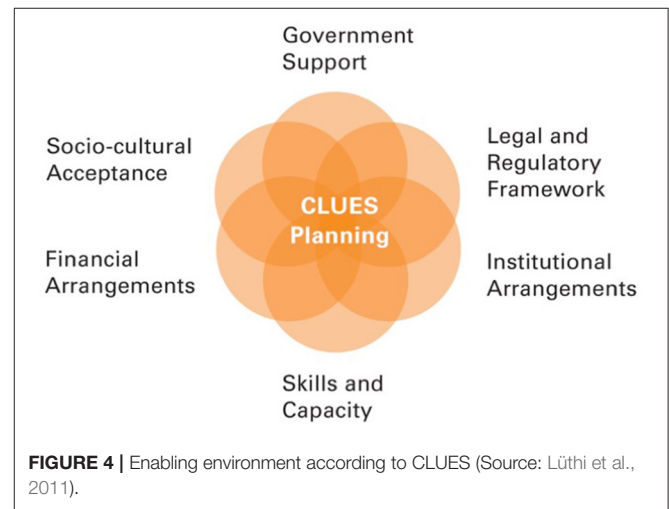 Government
Support
Socio-cultural
Acceptance
Legal and
Regulatory
Framework
CLUES
Planning
Financial
Arrangements
Institutional
Arrangements
Skills and
Capacity
FIGURE 4 | Enabling environment according to CLUES (Source: Lüthi et al.,
2011).